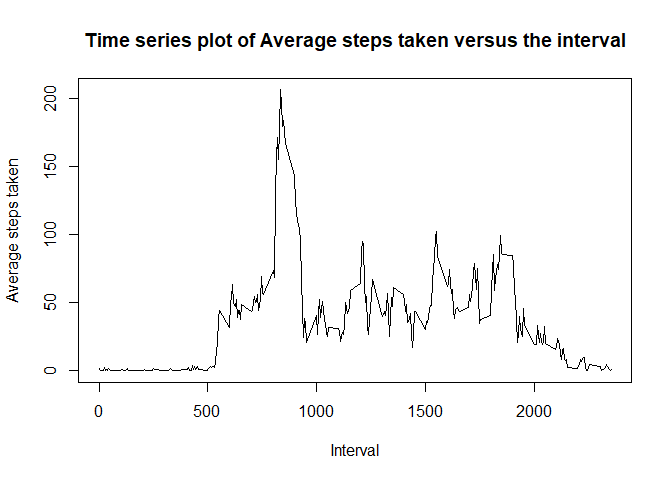 Time series plot of Average steps taken versus the interval
Average steps taken
200
150
100
50
0
0 500 1000 1500 2000
Interval